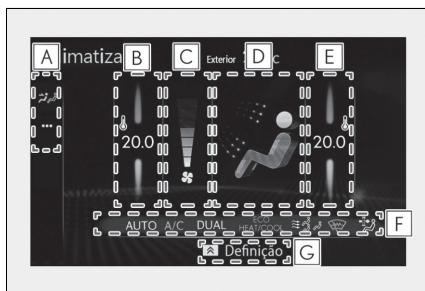 A B C D E
imatiza Exterior °c
20.0 20.0
AUTO A/C DUAL ECO HEAT/COOL
F
Definição G